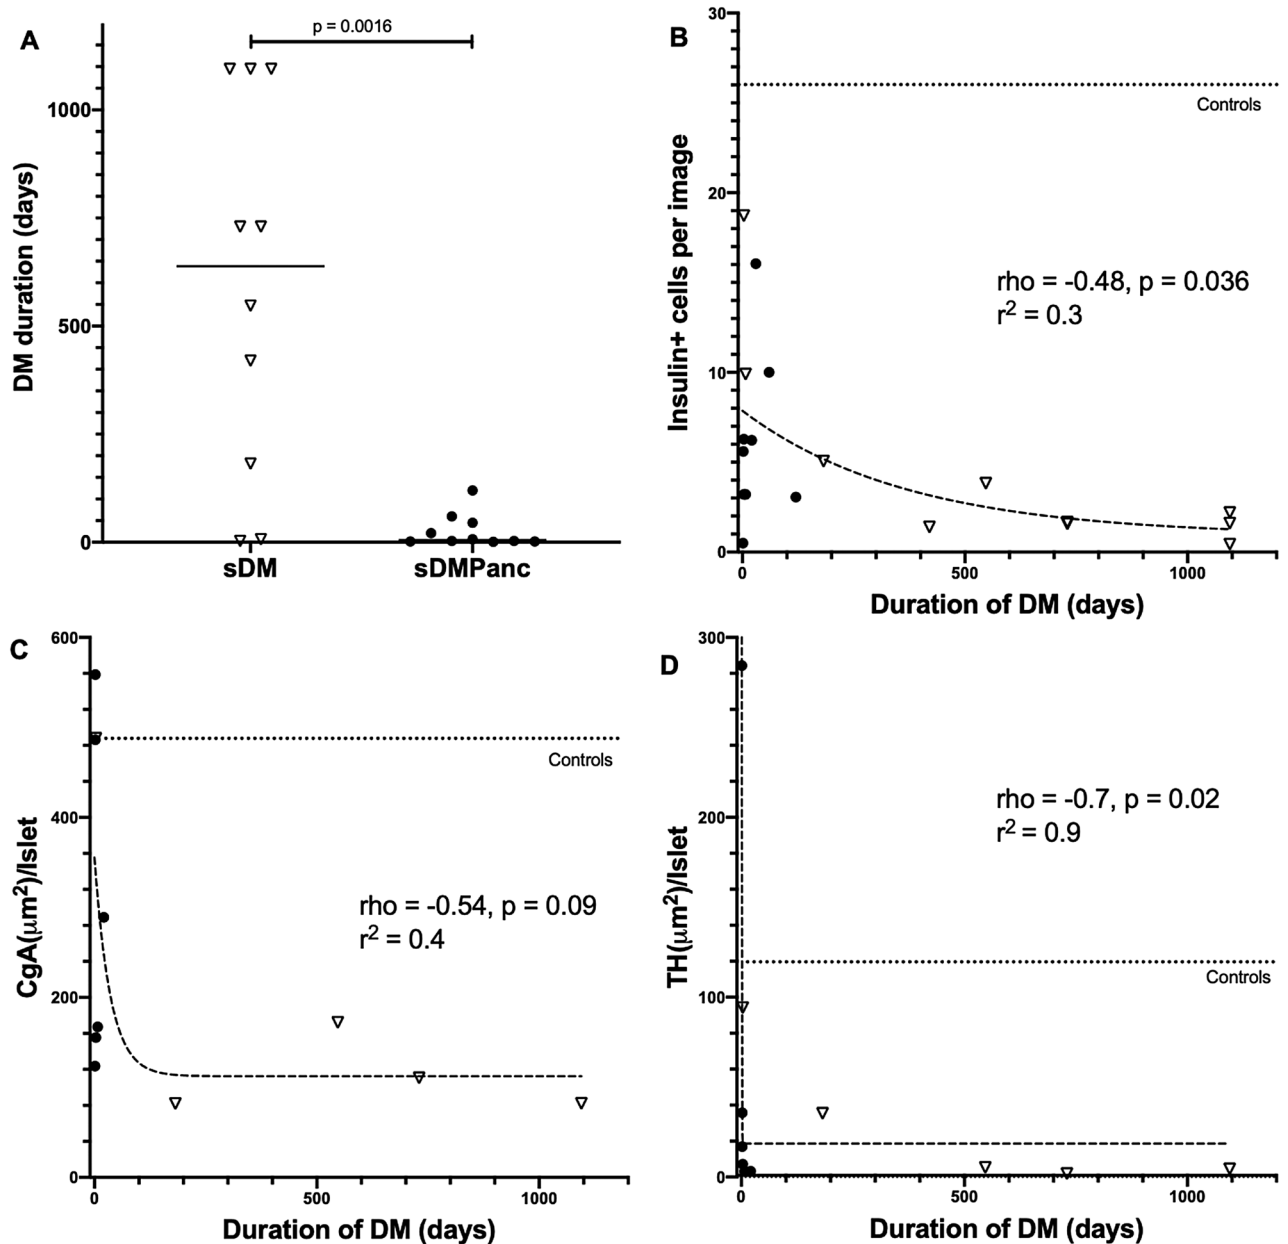 A
p = 0.0016
DM duration (days)
1000
500
0
sDM
sDMPanc
B
30
20
10
0
Insulin+ cells per image
Controls
rho = -0.48, p = 0.036
r² = 0.3
0
500
1000
Duration of DM (days)
C
600
400
200
0
CgA(μm²)/Islet
Controls
rho = -0.54, p = 0.09
r² = 0.4
0
500
1000
Duration of DM (days)
D
300
200
100
0
TH(μm²)/Islet
rho = -0.7, p = 0.02
r² = 0.9
Controls
0
500
1000
Duration of DM (days)